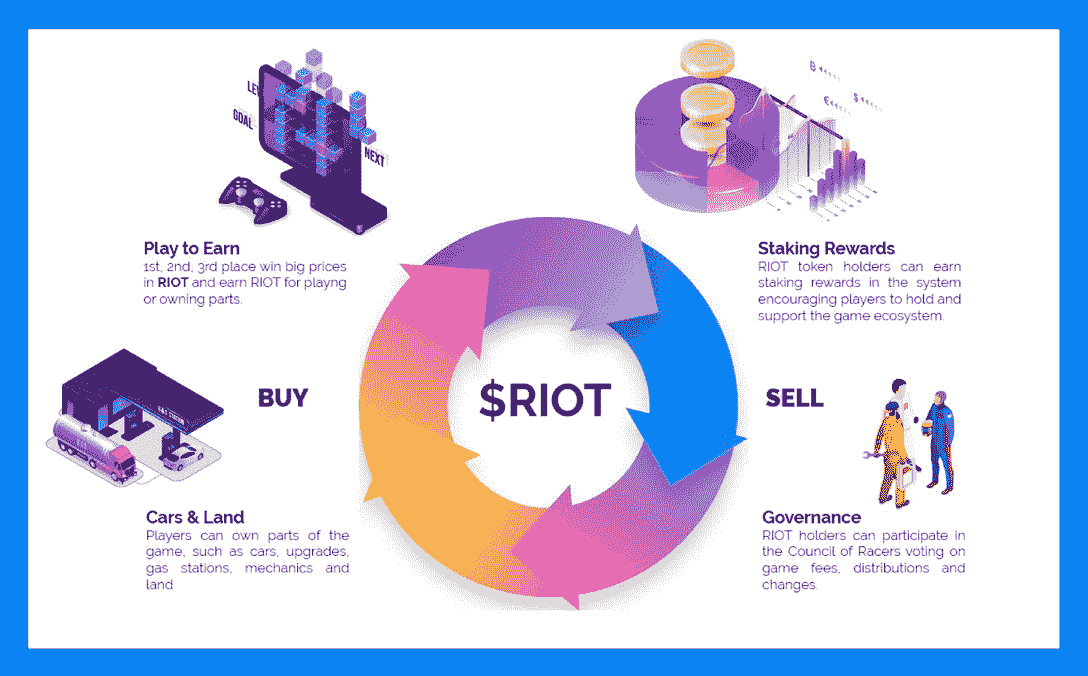 LE
GOAL
NEXT
Play to Earn
1st, 2nd, 3rd place win big prices
in RIOT and earn RIOT for playng
or owning parts.
Staking Rewards
RIOT token holders can earn
staking rewards in the system
encouraging players to hold and
support the game ecosystem.
BUY
$RIOT
SELL
Cars & Land
Players can own parts of the
game, such as cars, upgrades,
gas stations, mechanics and
land
Governance
RIOT holders can participate in
the Council of Racers voting on
game fees, distributions and
changes.